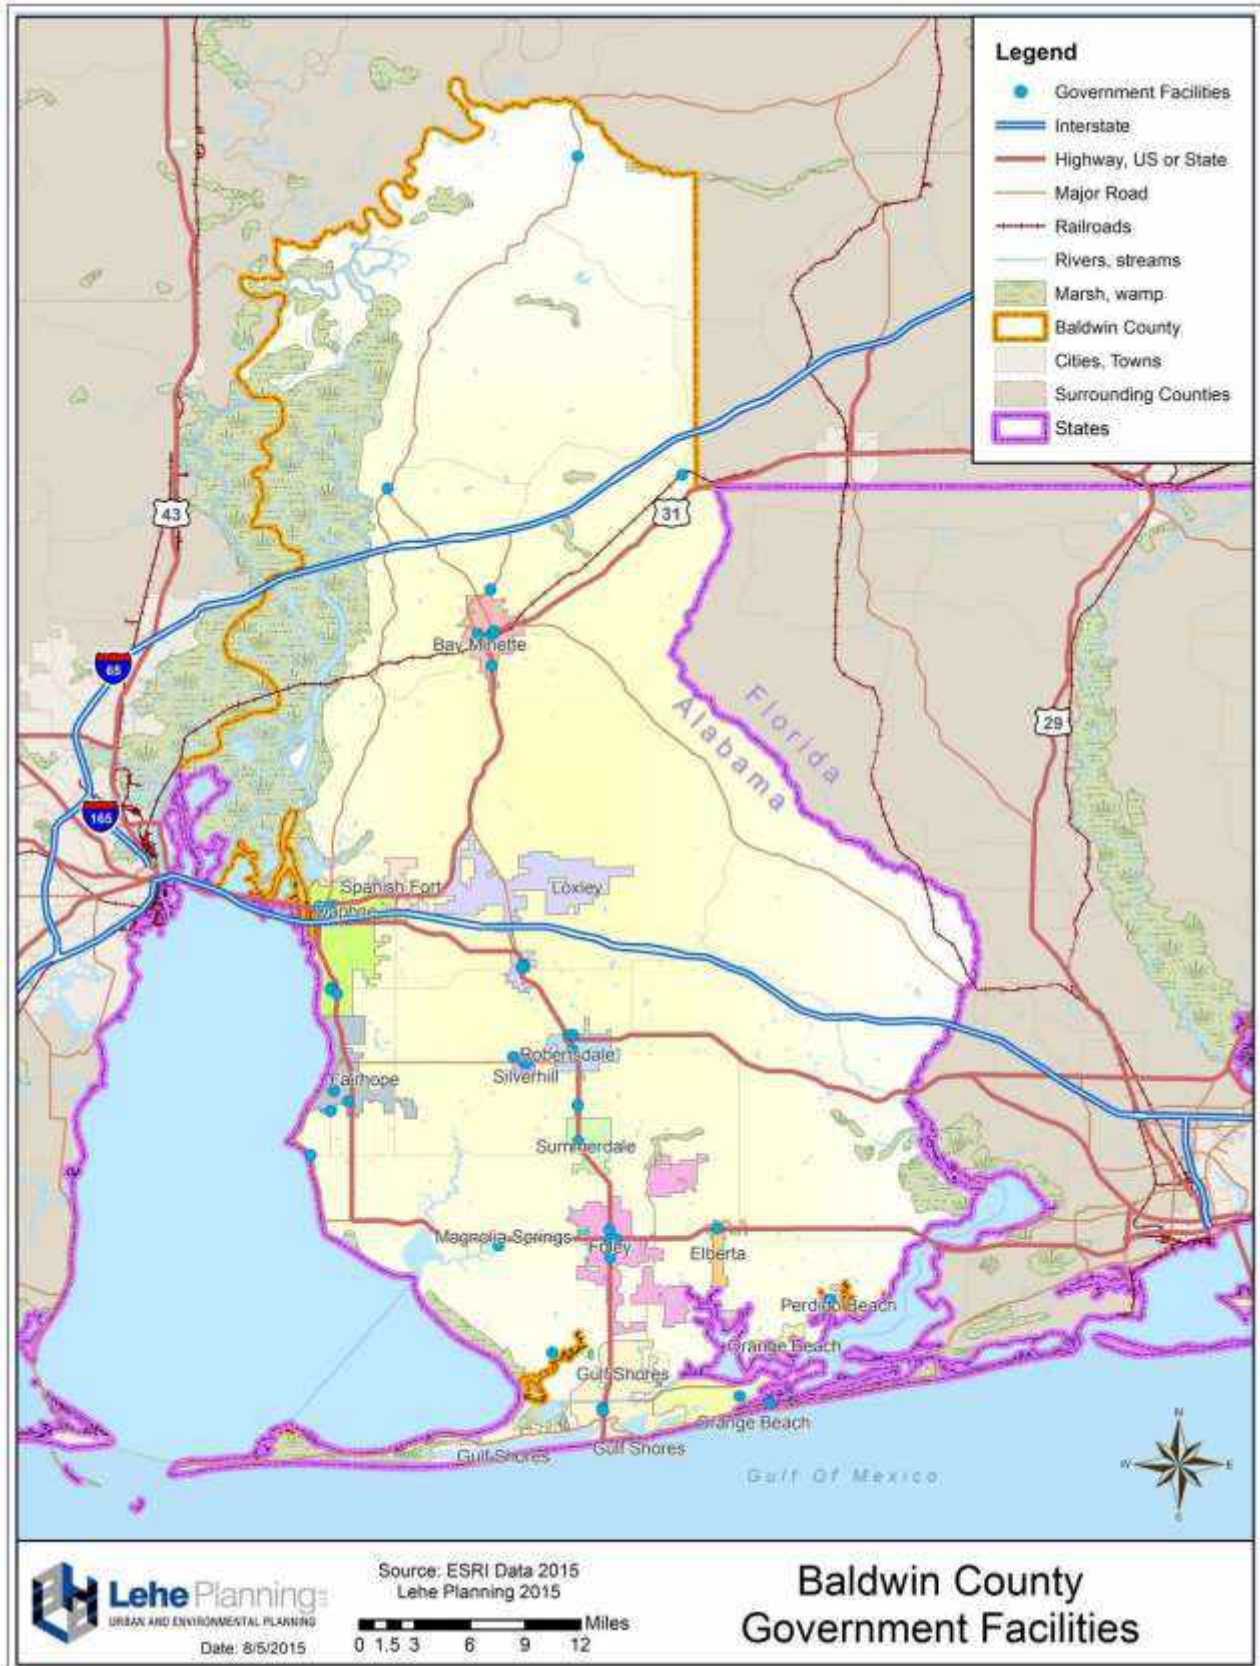 Legend
Government Facilities
Interstate
Highway, US or State
Major Road
Railroads
Rivers, streams
Marsh, wamp
Baldwin County
Cities, Towns
Surrounding Counties
States
43
31
Bay Minette
65
Florida
Alabama
29
165
Spanish Fort
Loxley
Daphne
Robertsdale
Silverhill
Fairhope
Summerdale
Magnolia Springs
Foley
Elberta
Perdido Beach
Orange Beach
Gulf Shores
Orange Beach
Gulf Shores
Gulf Shores
Gulf Of Mexico
N
W
E
S
Lehe Planning
URBAN AND ENVIRONMENTAL PLANNING
Date: 8/5/2015
Source: ESRI Data 2015
Lehe Planning 2015
Miles
0 1.5 3 6 9 12
Baldwin County
Government Facilities